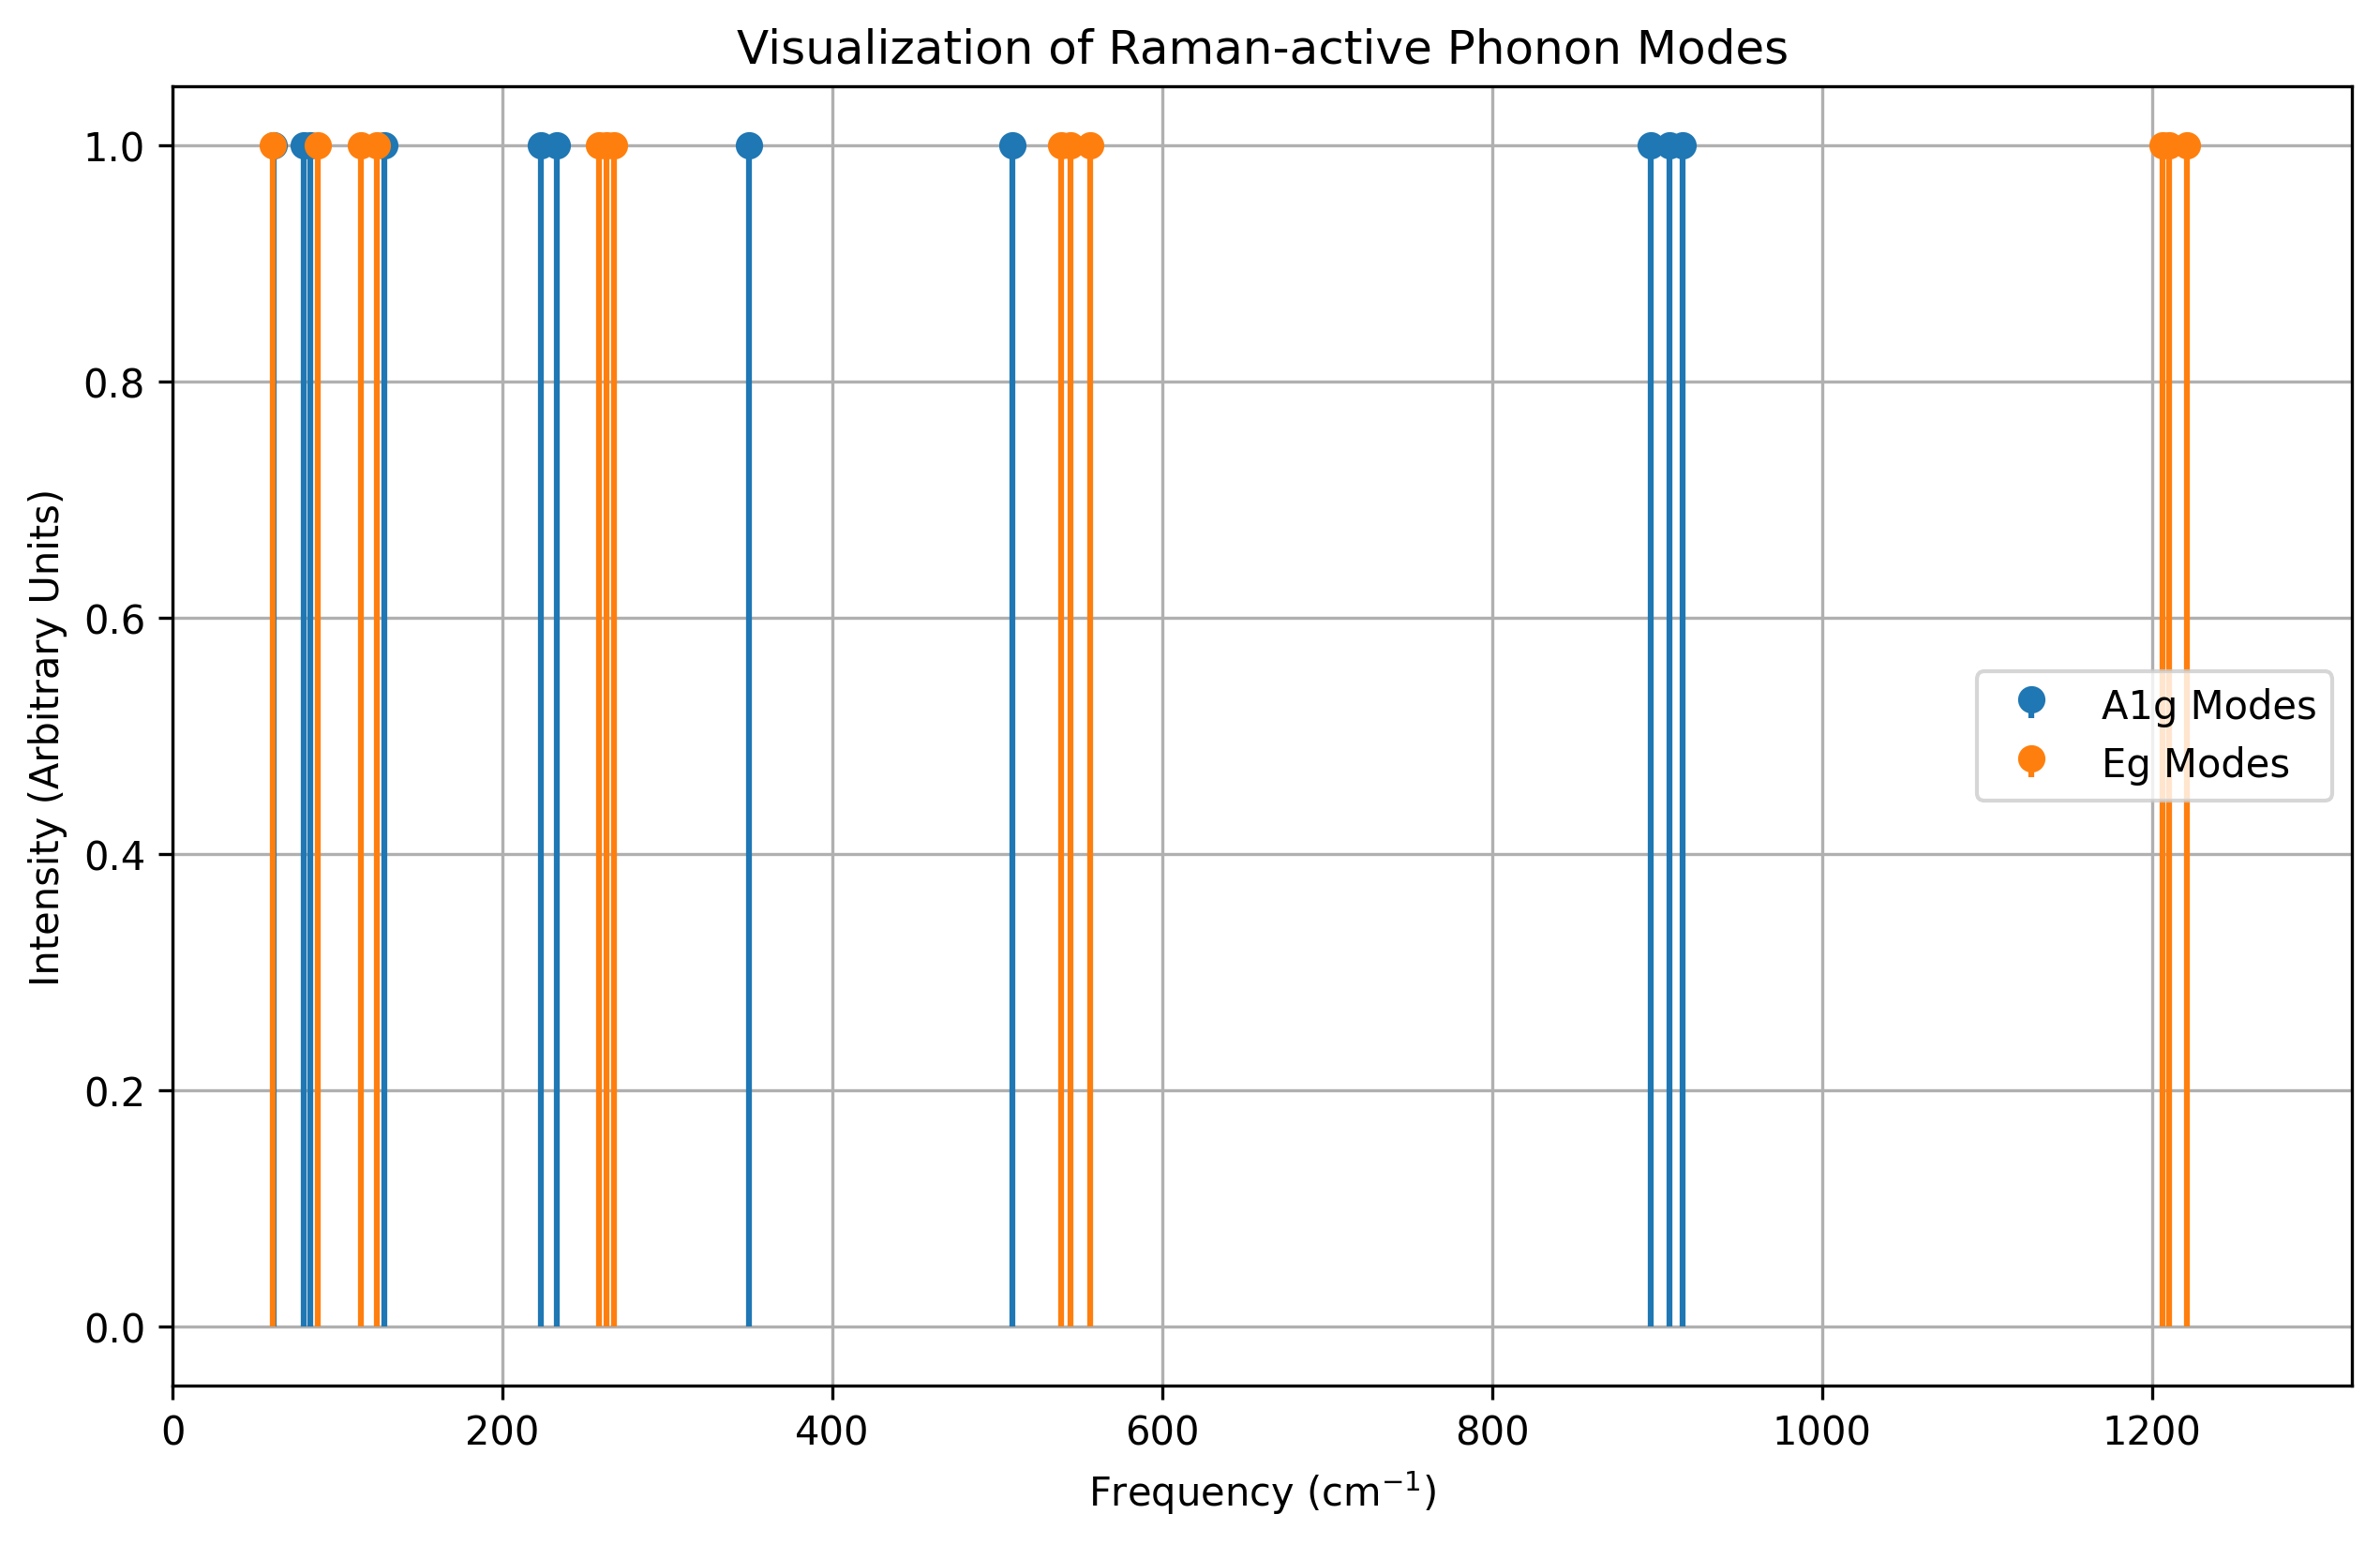 Visualization of Raman-active Phonon Modes
Intensity (Arbitrary Units)
1.0
0.8
0.6
0.4
0.2
0.0
A1g Modes
Eg Modes
0 200 400 600 800 1000 1200
Frequency (cm⁻¹)